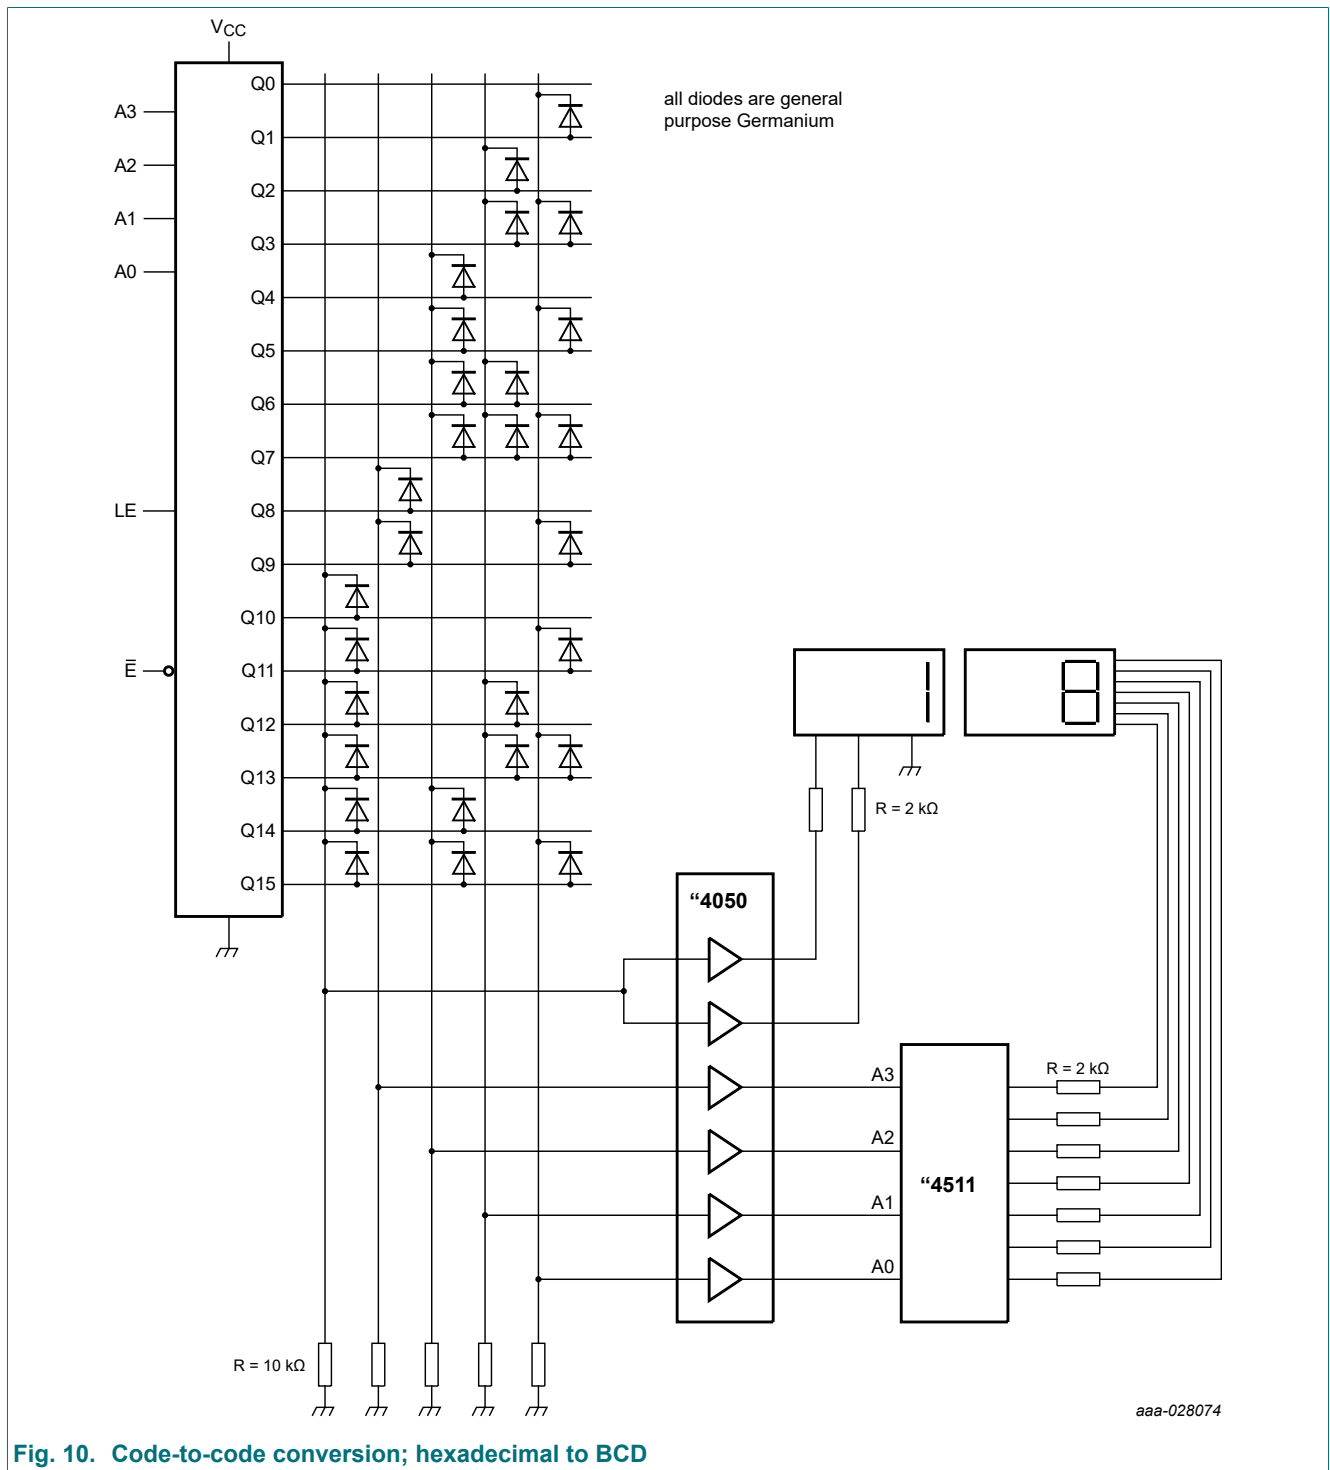 VCC
all diodes are general
purpose Germanium
A3
A2
A1
A0
LE
E̅
Q0
Q1
Q2
Q3
Q4
Q5
Q6
Q7
Q8
Q9
Q10
Q11
Q12
Q13
Q14
Q15
R = 2 kΩ
“4050
A3
A2
A1
A0
“4511
R = 2 kΩ
R = 10 kΩ
aaa-028074
Fig. 10. Code-to-code conversion; hexadecimal to BCD